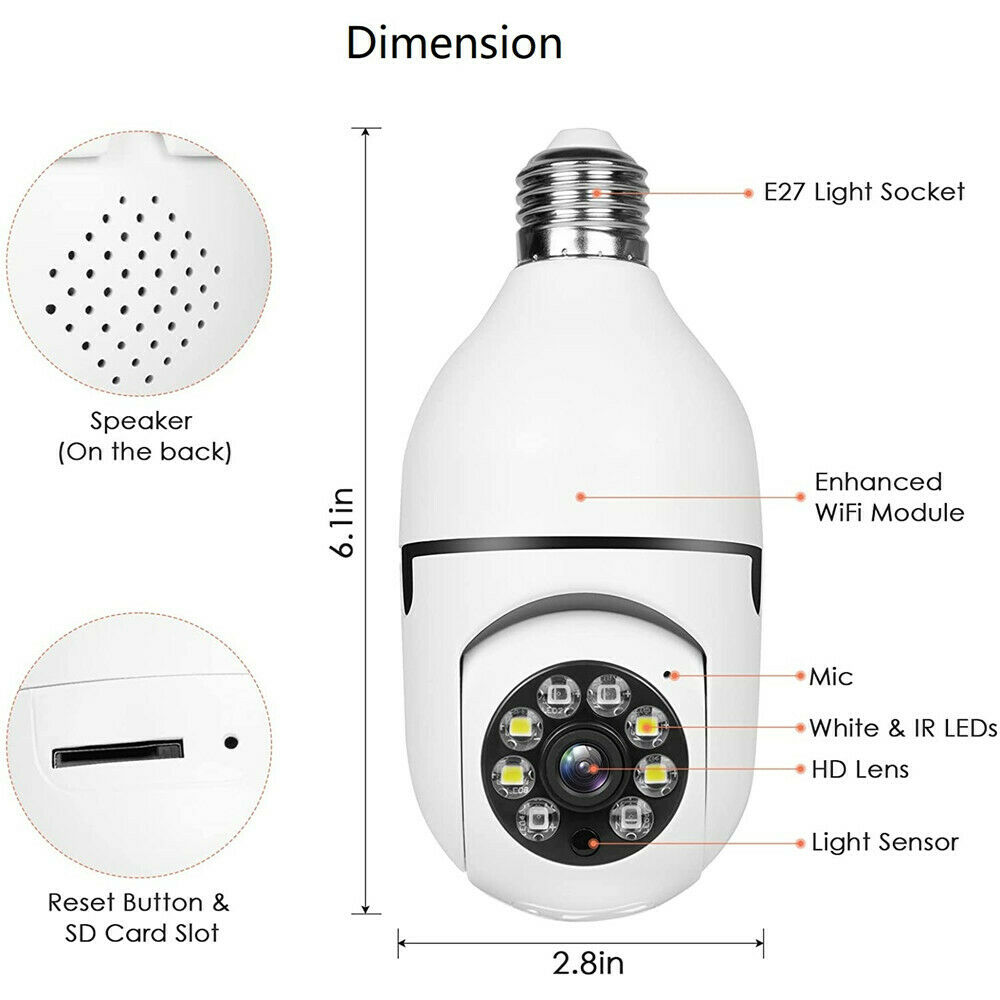 Dimension
E27 Light Socket
Speaker
(On the back)
6.1in
Enhanced
WiFi Module
Mic
White & IR LEDs
HD Lens
Light Sensor
Reset Button &
SD Card Slot
2.8in